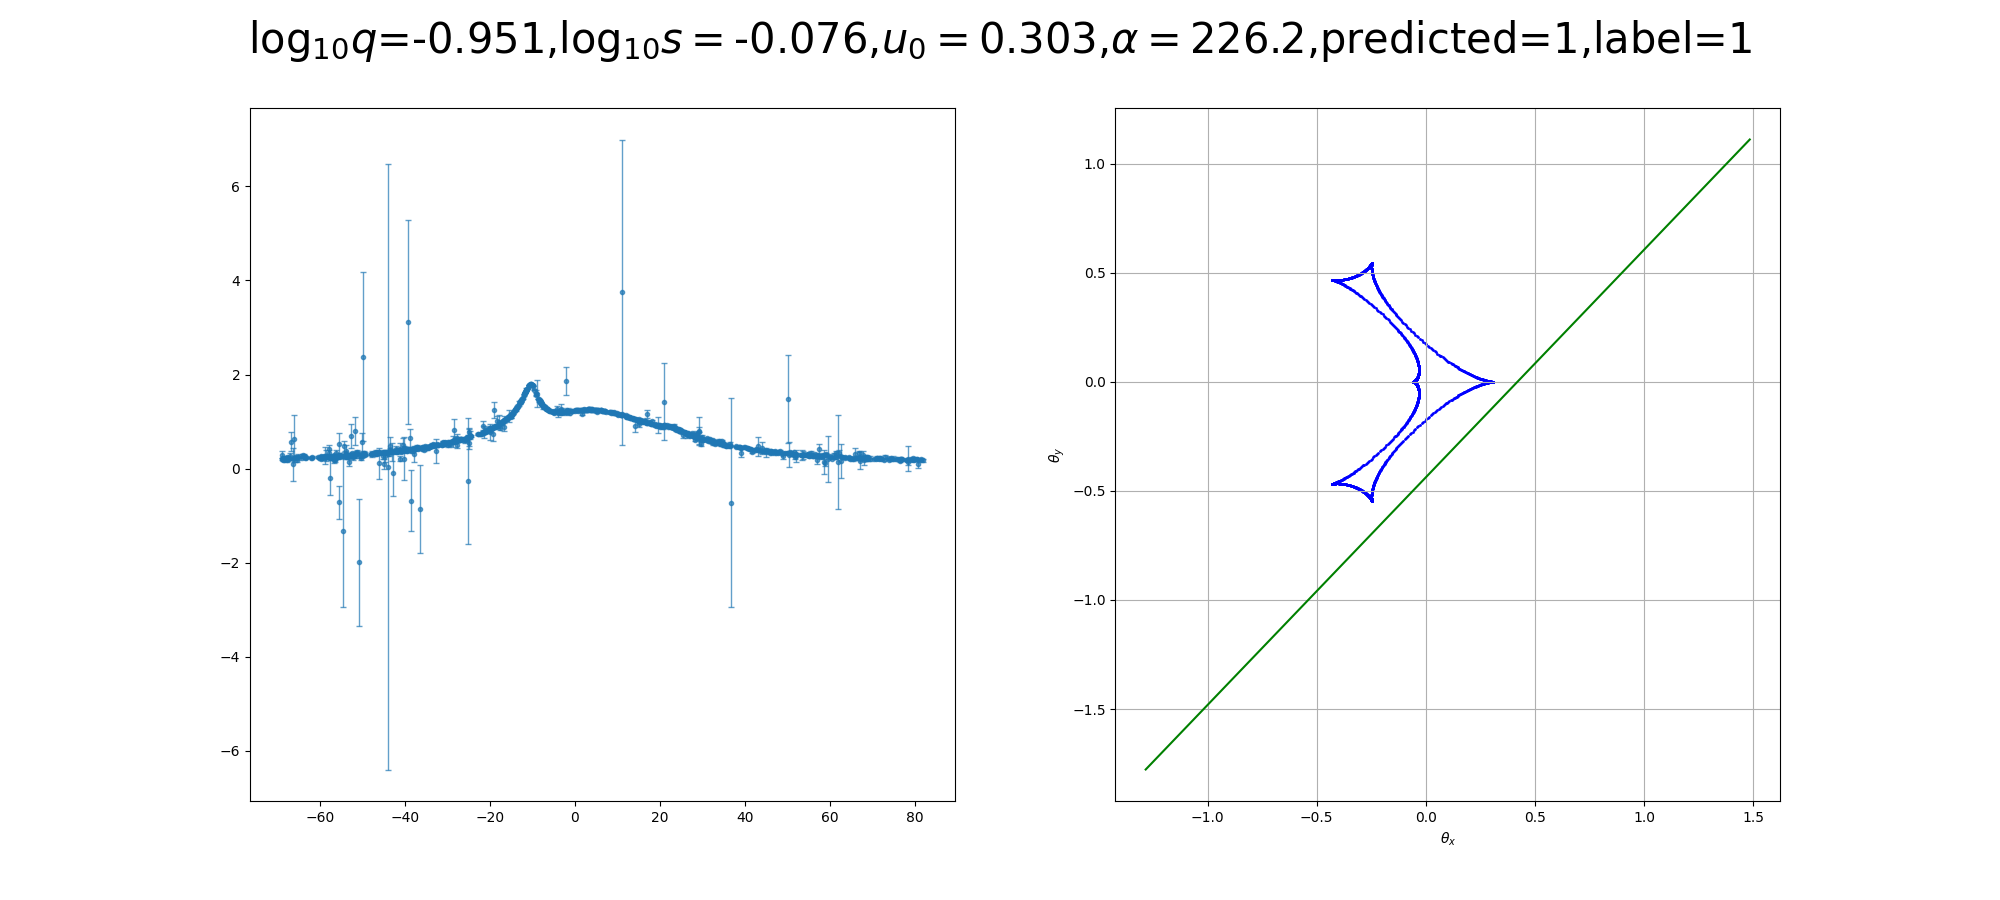 log₁₀q=-0.951,log₁₀s = -0.076,u₀ = 0.303,α = 226.2,predicted=1,label=1
6
4
2
0
−2
−4
−6
−60 −40 −20 0 20 40 60 80
1.0
0.5
0.0
−0.5
−1.0
−1.5
θy
−1.0 −0.5 0.0 0.5 1.0 1.5
θx